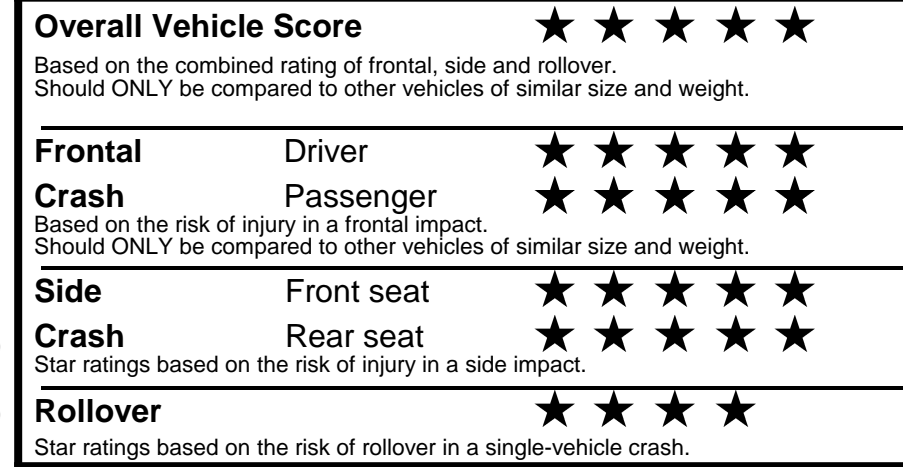 Overall Vehicle Score ★ ★ ★ ★ ★
Based on the combined rating of frontal, side and rollover.
Should ONLY be compared to other vehicles of similar size and weight.
Frontal Driver ★ ★ ★ ★ ★
Crash Passenger ★ ★ ★ ★ ★
Based on the risk of injury in a frontal impact.
Should ONLY be compared to other vehicles of similar size and weight.
Side Front seat ★ ★ ★ ★ ★
Crash Rear seat ★ ★ ★ ★ ★
Star ratings based on the risk of injury in a side impact.
Rollover ★ ★ ★ ★
Star ratings based on the risk of rollover in a single-vehicle crash.